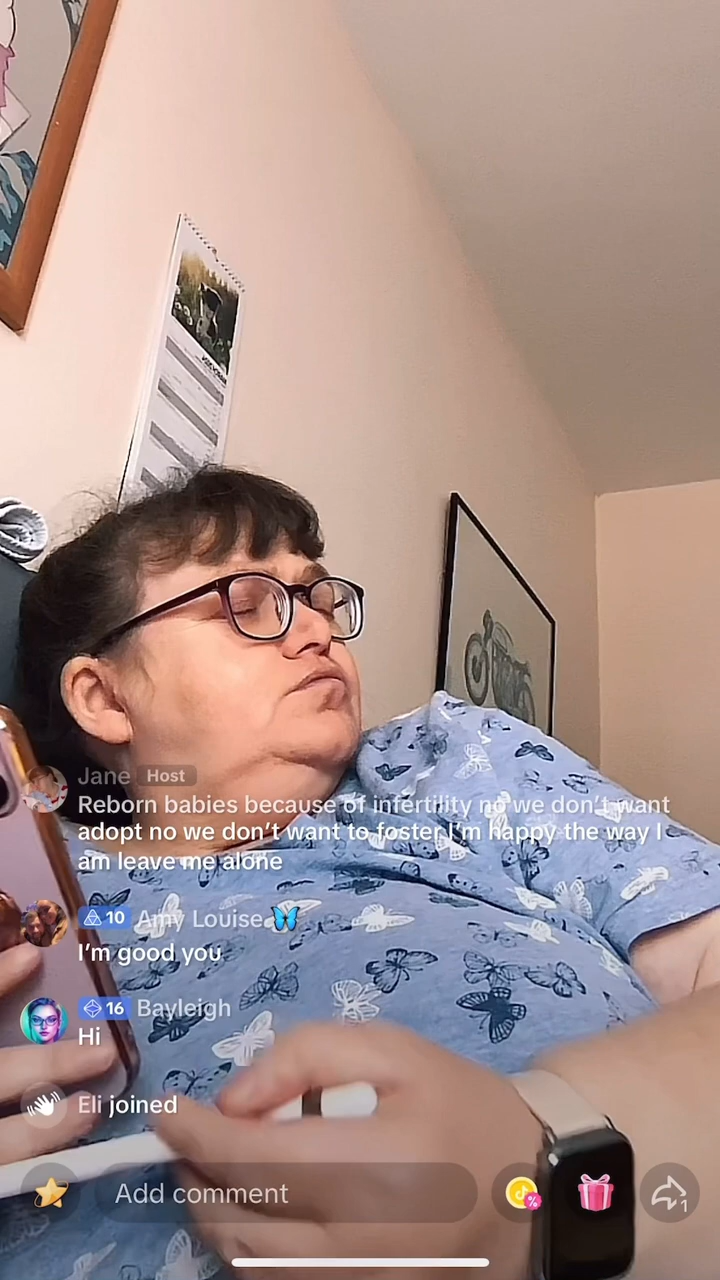 Jane Host
Reborn babies because of infertility no we don't want
adopt no we don't want to foster,I'm happy the way I
am leave me alone
10 Amy Louise🦋
I'm good you
16 Bayleigh
Hi
Eli joined
Add comment
1